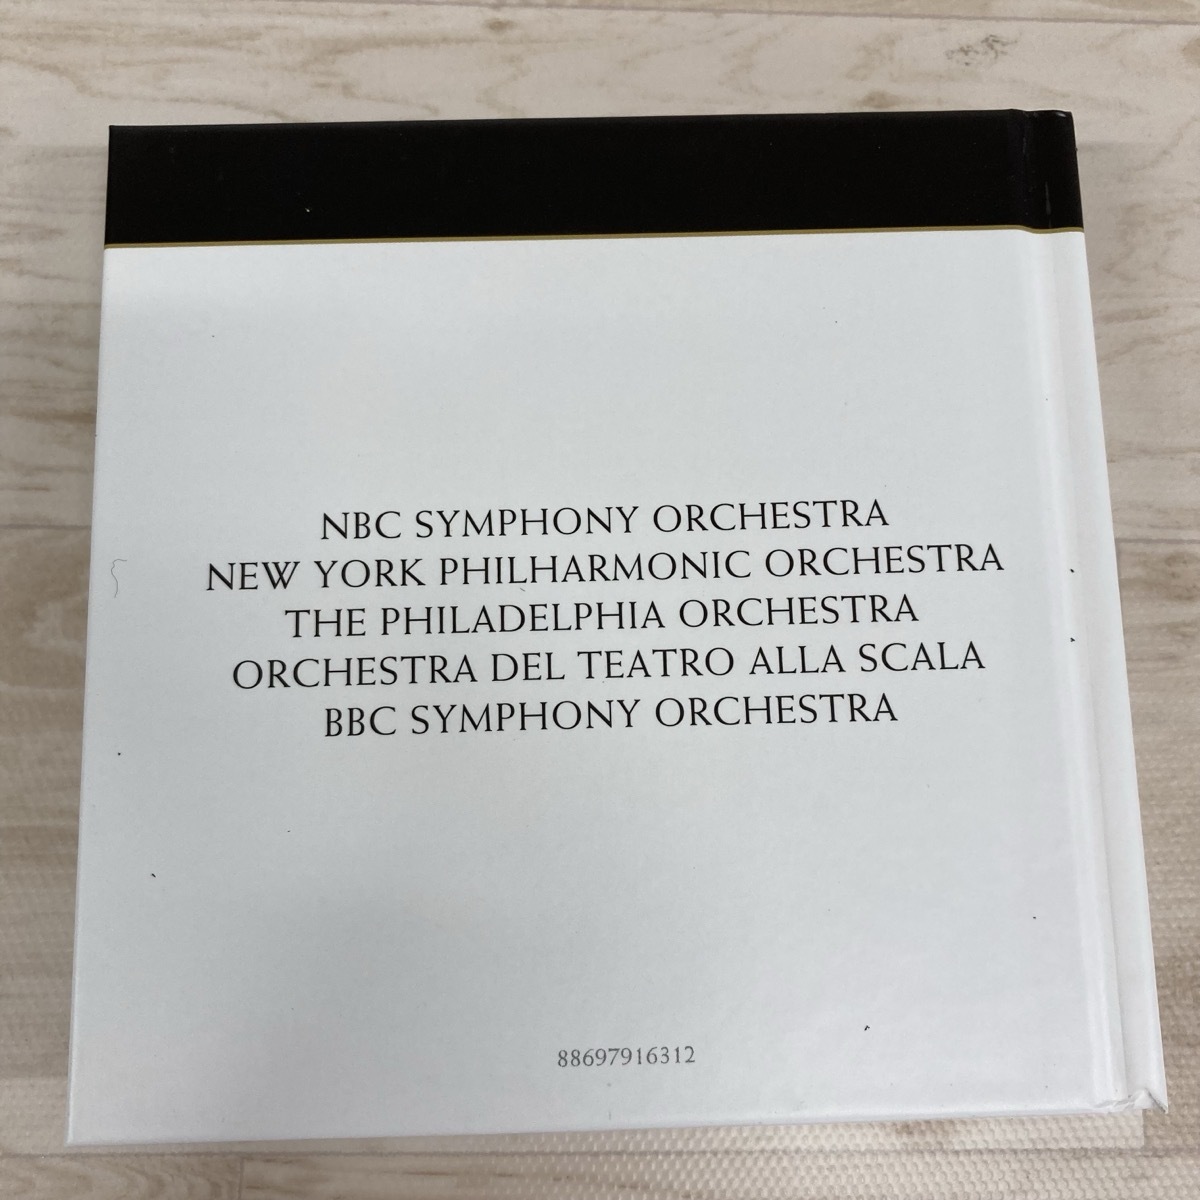 NBC SYMPHONY ORCHESTRA
NEW YORK PHILHARMONIC ORCHESTRA
THE PHILADELPHIA ORCHESTRA
ORCHESTRA DEL TEATRO ALLA SCALA
BBC SYMPHONY ORCHESTRA
88697916312